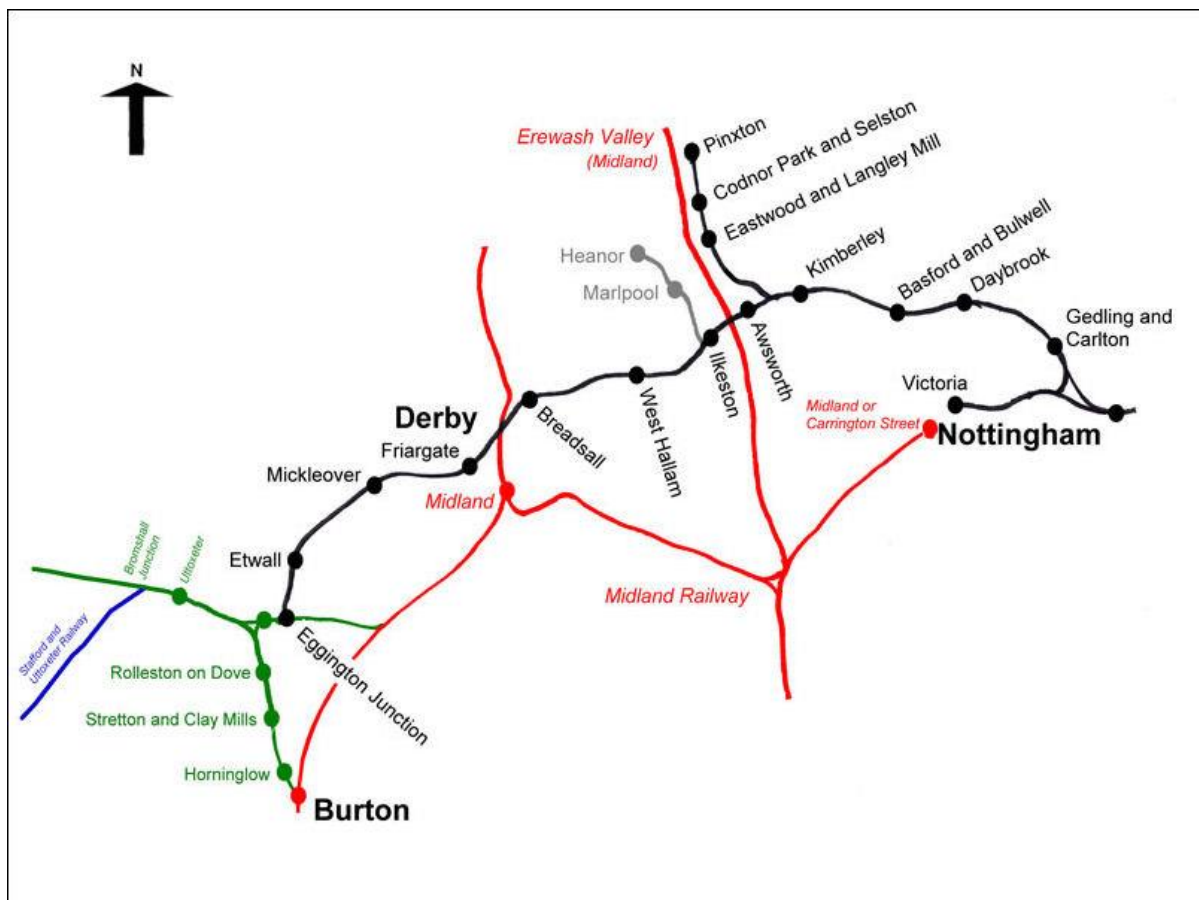 N
Erewash Valley
(Midland)
Pinxton
Codnor Park and Selston
Eastwood and Langley Mill
Heanor
Marlpool
Kimberley
Basford and Bulwell
Daybrook
Gedling and
Carlton
Ilkeston
Awsworth
Victoria
Midland or
Carrington Street
Nottingham
West Hallam
Breadsall
Derby
Friargate
Mickleover
Midland
Etwall
Midland Railway
Bromshall
Junction
Uttoxeter
Stafford and
Uttoxeter Railway
Eggington Junction
Rolleston on Dove
Stretton and Clay Mills
Horninglow
Burton